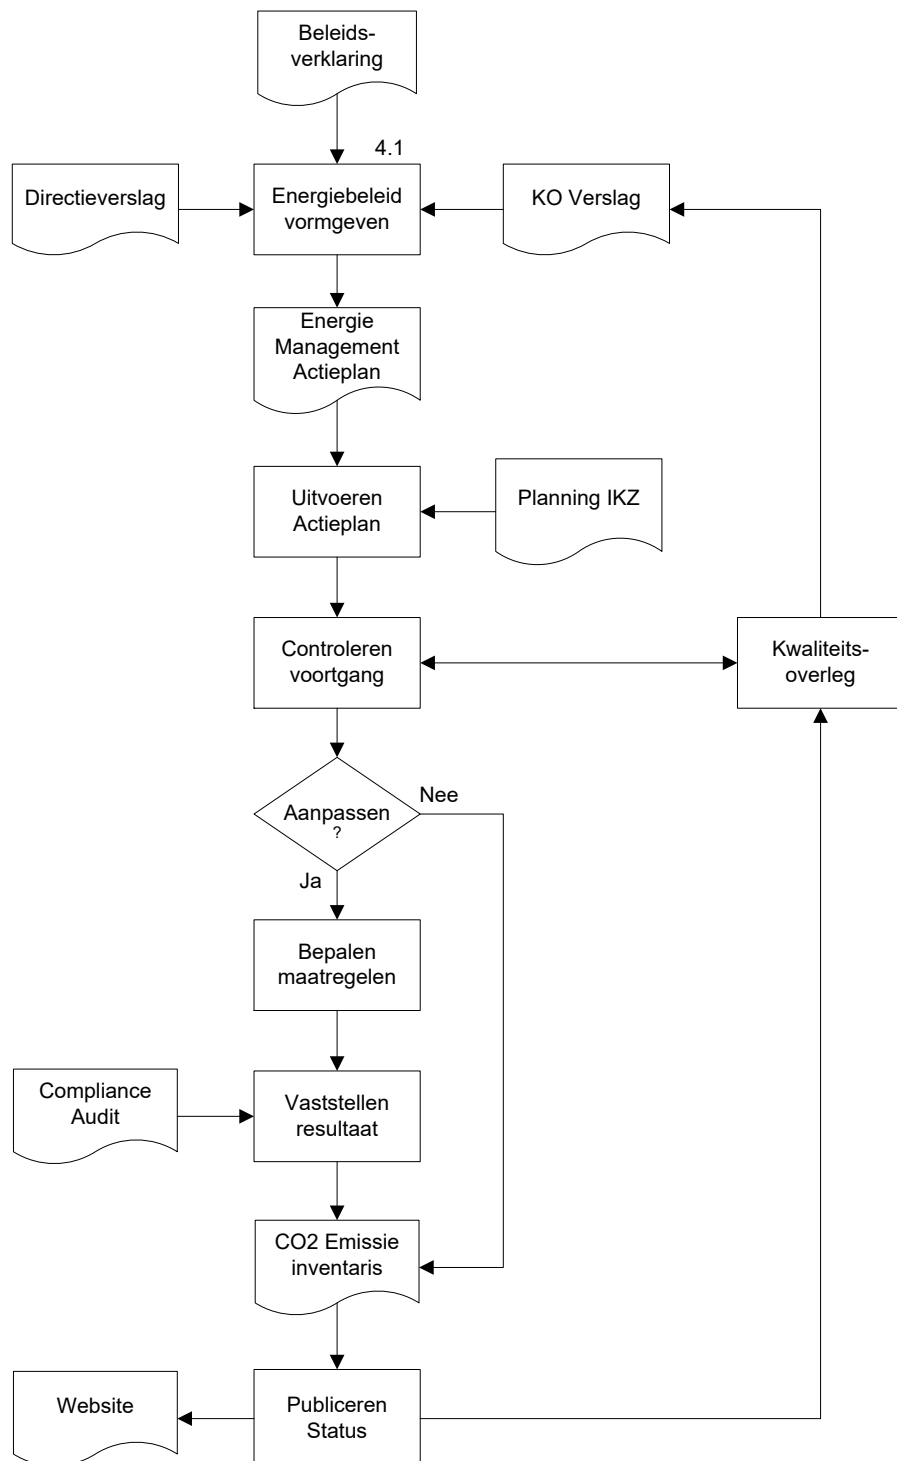 Beleids-
verklaring
4.1
Directieverslag
Energiebeleid
vormgeven
KO Verslag
Energie
Management
Actieplan
Uitvoeren
Actieplan
Planning IKZ
Controleren
voortgang
Kwaliteits-
overleg
Aanpassen
?
Nee
Ja
Bepalen
maatregelen
Compliance
Audit
Vaststellen
resultaat
CO2 Emissie
inventaris
Website
Publiceren
Status